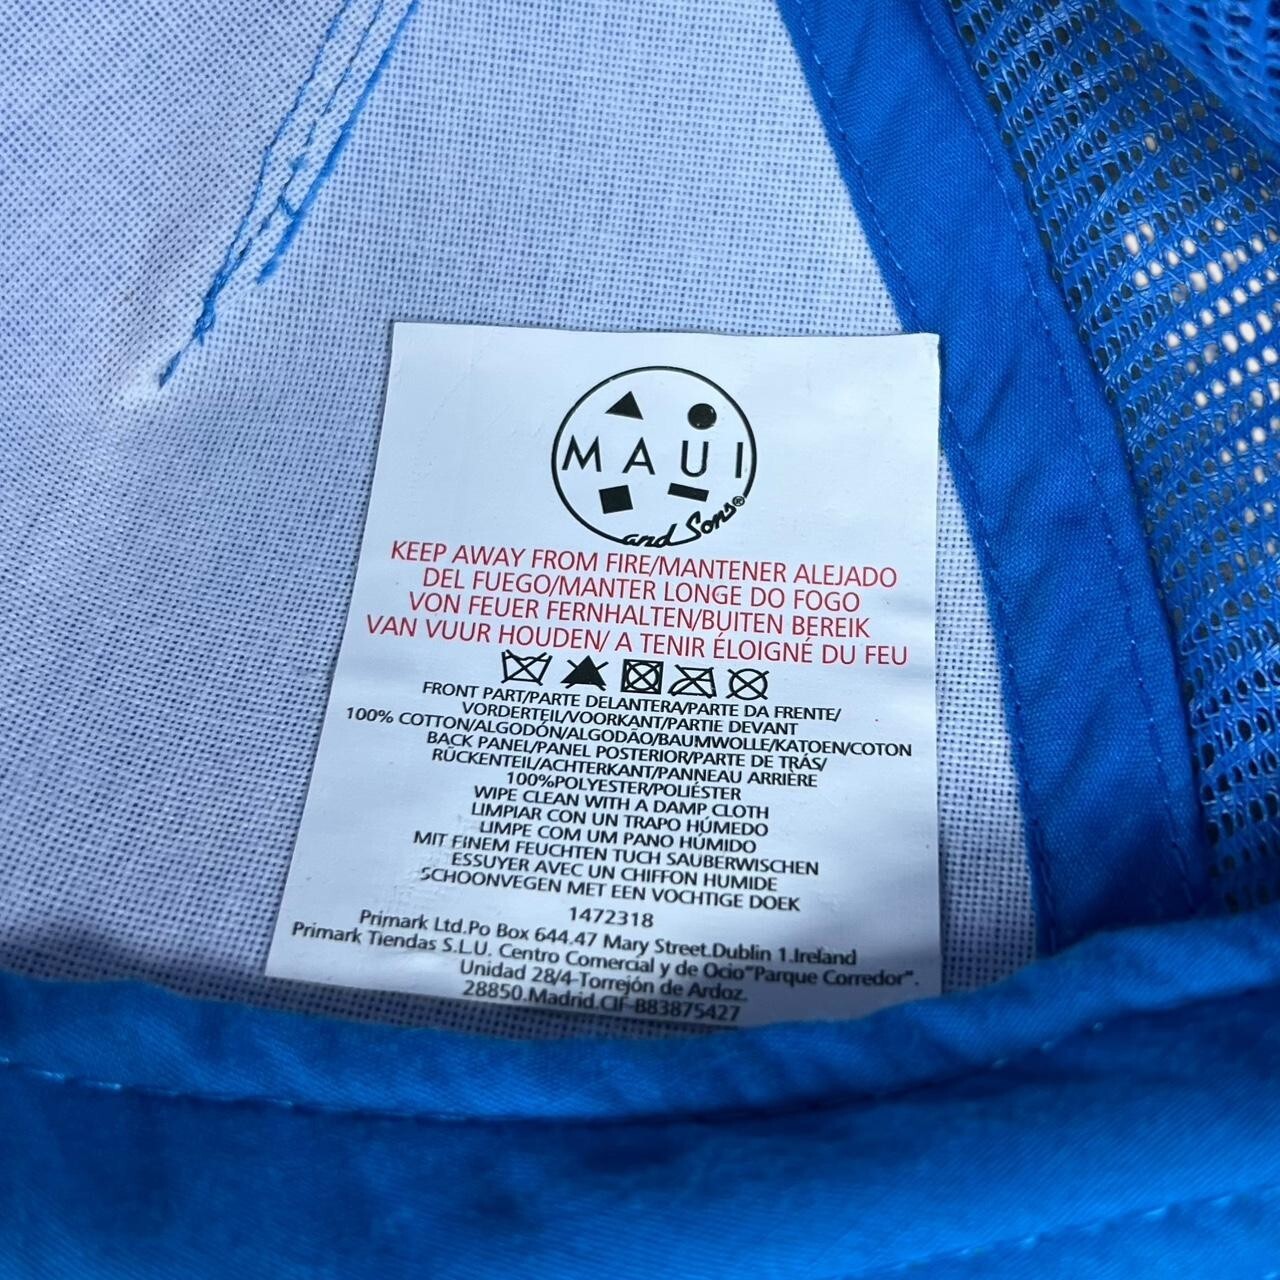 MAUI
and Sons®
KEEP AWAY FROM FIRE/MANTENER ALEJADO
DEL FUEGO/MANTER LONGE DO FOGO
VON FEUER FERNHALTEN/BUITEN BEREIK
VAN VUUR HOUDEN/ A TENIR ÉLOIGNÉ DU FEU
FRONT PART/PARTE DELANTERA/PARTE DA FRENTE/
VORDERTEIL/VOORKANT/PARTIE DEVANT
100% COTTON/ALGODÓN/ALGODÃO/BAUMWOLLE/KATOEN/COTON
BACK PANEL/PANEL POSTERIOR/PARTE DE TRÁS/
RÜCKENTEIL/ACHTERKANT/PANNEAU ARRIÈRE
100%POLYESTER/POLIÉSTER
WIPE CLEAN WITH A DAMP CLOTH
LIMPIAR CON UN TRAPO HÚMEDO
LIMPE COM UM PANO HÚMIDO
MIT FINEM FEUCHTEN TUCH SAUBERWISCHEN
ESSUYER AVEC UN CHIFFON HUMIDE
SCHOONVEGEN MET EEN VOCHTIGE DOEK
1472318
Primark Ltd.Po Box 644.47 Mary Street.Dublin 1.Ireland
Primark Tiendas S.L.U. Centro Comercial y de Ocio"Parque Corredor".
Unidad 28/4-Torrejón de Ardoz.
28850.Madrid.CIF-B83875427